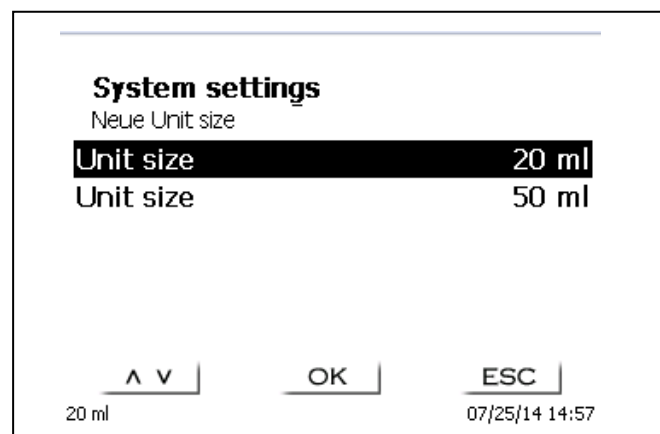 System settings
Neue Unit size
Unit size 20 ml
Unit size 50 ml
∧ ∨ OK ESC
20 ml 07/25/14 14:57